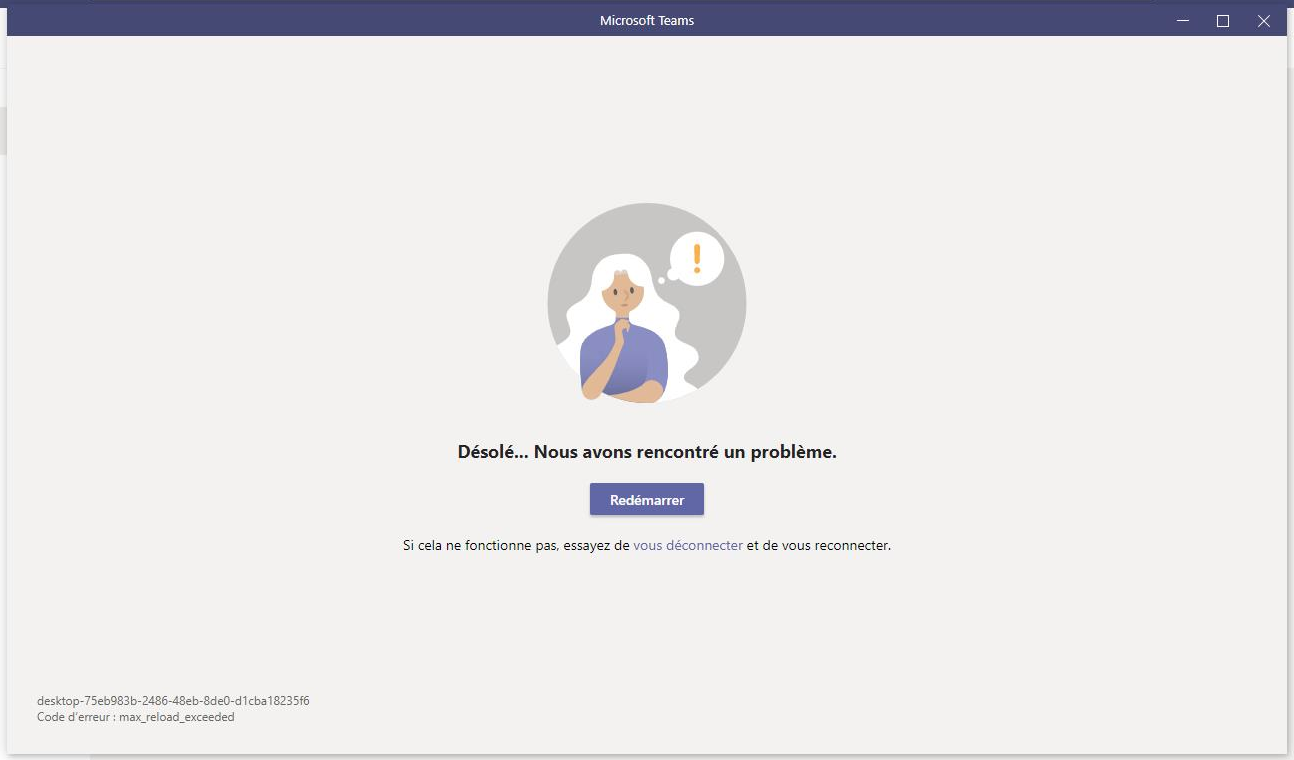 Microsoft Teams
!
Désolé... Nous avons rencontré un problème.
Redémarrer
Si cela ne fonctionne pas, essayez de vous déconnecter et de vous reconnecter.
desktop-75eb983b-2486-48eb-8de0-d1cba18235f6
Code d'erreur : max_reload_exceeded